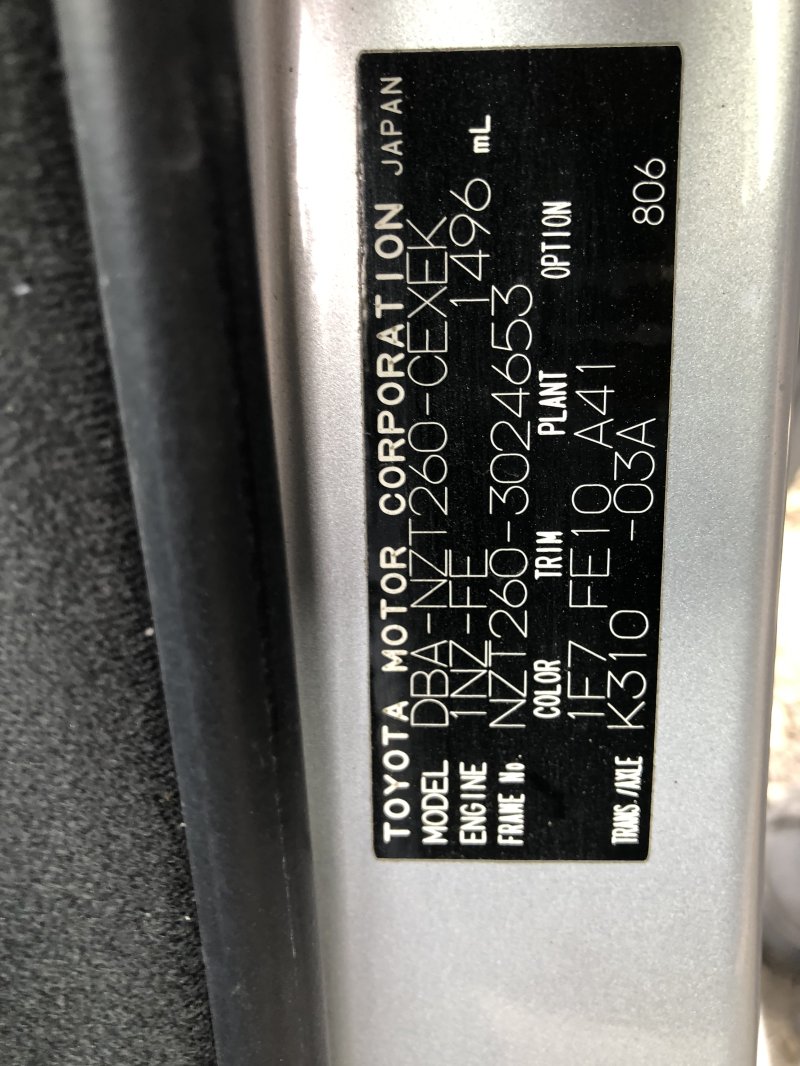 TOYOTA MOTOR CORPORATION JAPAN
MODEL DBA-NZT260-CEXEK
ENGINE 1NZ-FE 1496 mL
FRAME No. NZT260-3024653
COLOR TRIM PLANT OPTION
1F7 FE10 A41
TRANS./AXLE K310 -03A 806